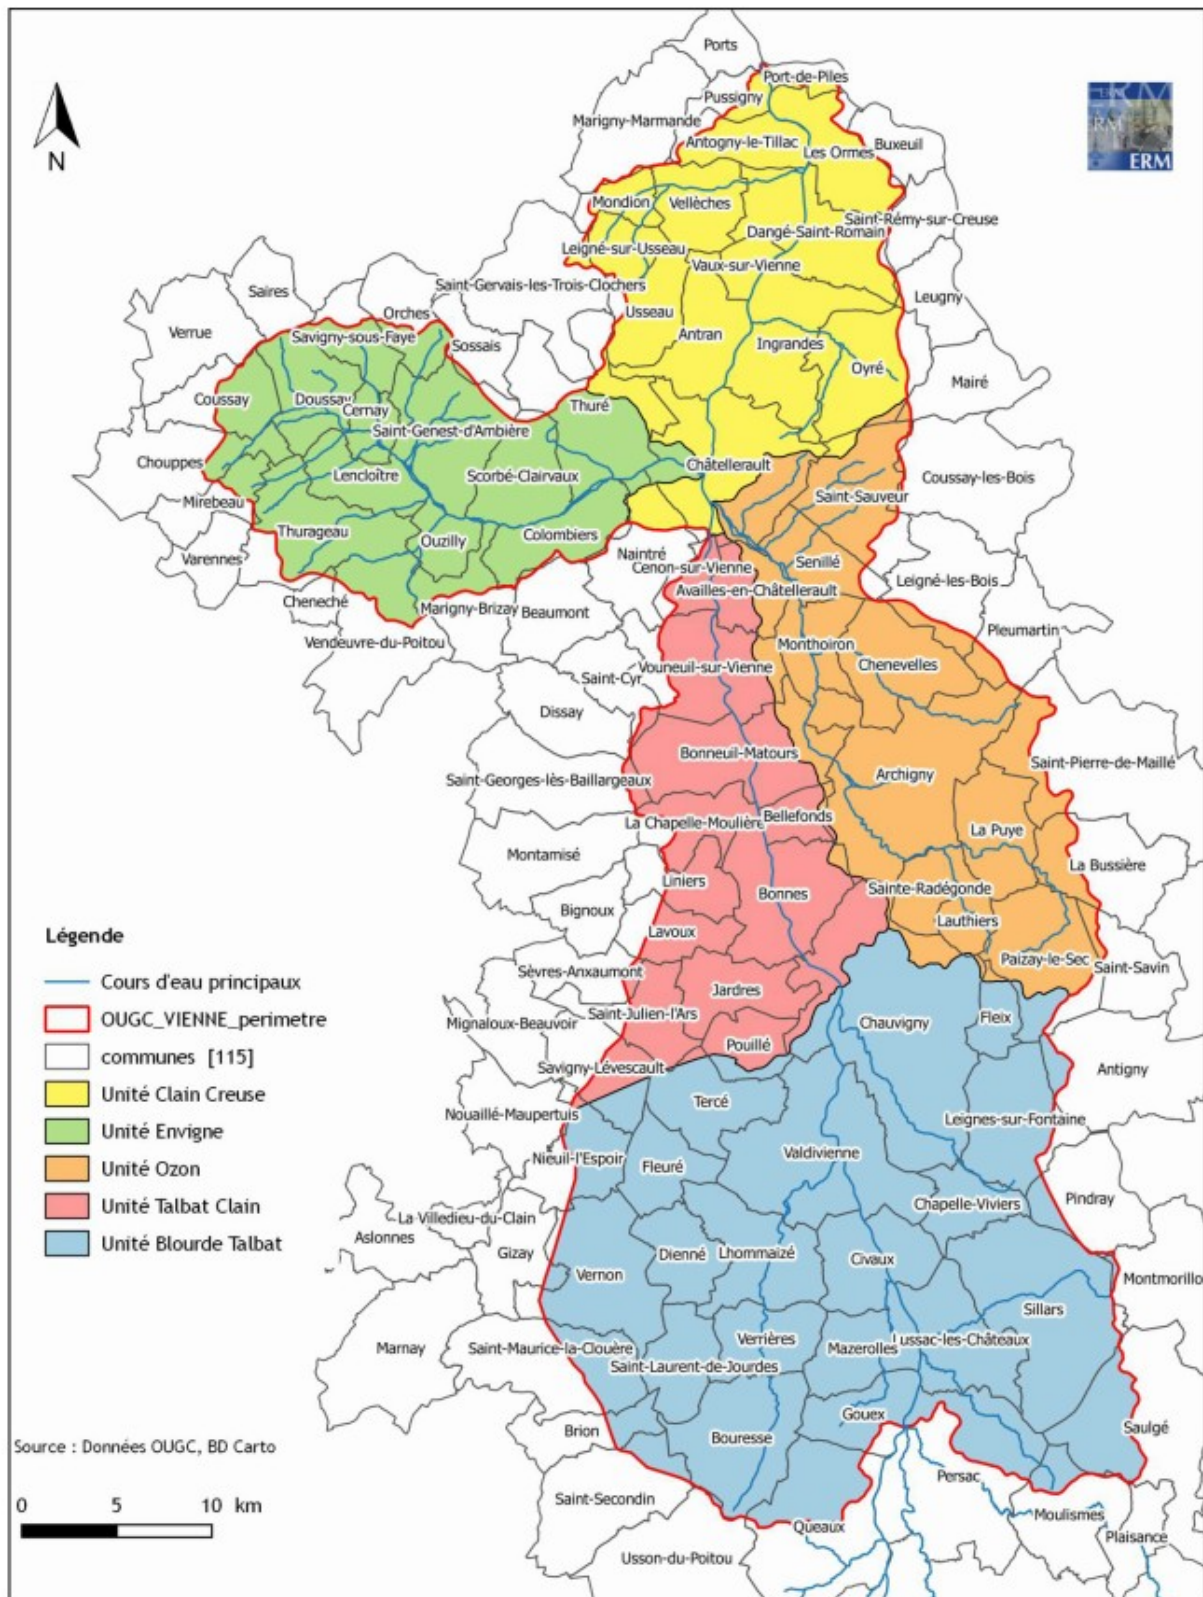 Ports
Port-de-Piles
Pussigny
Marigny-Marmande
Antogny-le-Tillac
Les Ormes
Buxeuil
N
ERM
Mondion
Vellèches
Saint-Rémy-sur-Creuse
Dangé-Saint-Romain
Leigné-sur-Usseau
Vaux-sur-Vienne
Saint-Gervais-les-Trois-Clochers
Saires
Leugny
Orches
Usseau
Verrue
Savigny-sous-Faye
Antran
Sossais
Ingrandes
Oyré
Mairé
Coussay
Doussay
Thuré
Cernay
Saint-Genest-d'Ambière
Chouppes
Lencloître
Scorbé-Clairvaux
Châtellerault
Coussay-les-Bois
Mirebeau
Saint-Sauveur
Thurageau
Ouzilly
Colombiers
Varennes
Naintré
Cenon-sur-Vienne
Senillé
Leigné-les-Bois
Availles-en-Châtellerault
Cheneché
Marigny-Brizay
Beaumont
Pleumartin
Vendeuvre-du-Poitou
Monthoiron
Chenevelles
Saint-Cyr
Vouneuil-sur-Vienne
Dissay
Bonneuil-Matours
Saint-Pierre-de-Maillé
Saint-Georges-lès-Baillargeaux
Archigny
La Chapelle-Moulière
Bellefonds
La Puye
Montamisé
La Bussière
Liniers
Bonnes
Sainte-Radégonde
Bignoux
Lauthiers
Lavoux
Légende
Paizay-le-Sec
Saint-Savin
Sèvres-Anxaumont
Cours d'eau principaux
Jardres
Saint-Julien-l'Ars
OUGC_VIENNE_perimetre
Mignaloux-Beauvoir
Chauvigny
Fleix
Pouillé
communes [115]
Savigny-Lévescault
Antigny
Unité Clain Creuse
Tercé
Nouaillé-Maupertuis
Leignes-sur-Fontaine
Unité Envigne
Nieuil-l'Espoir
Fleuré
Valdivienne
Unité Ozon
Pindray
Unité Talbat Clain
Chapelle-Viviers
La Villedieu-du-Clain
Aslonnes
Unité Blourde Talbat
Gizay
Dienné
Lhommaizé
Civaux
Vernon
Montmorillo
Sillars
Verrières
Lussac-les-Châteaux
Marnay
Saint-Maurice-la-Clouère
Mazerolles
Saint-Laurent-de-Jourdes
Gouex
Saulgé
Brion
Bouresse
Source : Données OUGC, BD Carto
Persac
Saint-Secondin
0 5 10 km
Moulismes
Queaux
Plaisance
Usson-du-Poitou